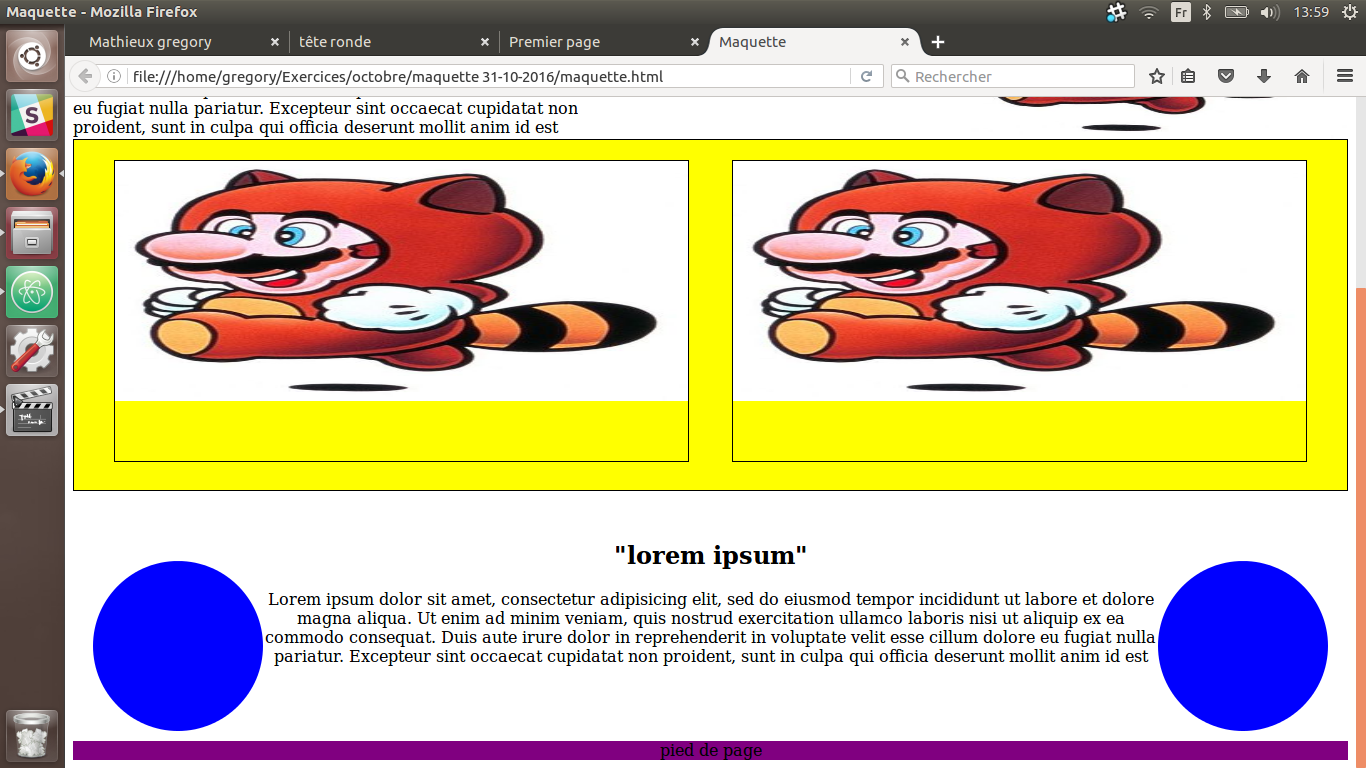 Maquette - Mozilla Firefox
Fr
13:59
Mathieux gregory
tête ronde
Premier page
Maquette
file:///home/gregory/Exercices/octobre/maquette 31-10-2016/maquette.html
Rechercher
eu fugiat nulla pariatur. Excepteur sint occaecat cupidatat non
proident, sunt in culpa qui officia deserunt mollit anim id est
"lorem ipsum"
Lorem ipsum dolor sit amet, consectetur adipisicing elit, sed do eiusmod tempor incididunt ut labore et dolore
magna aliqua. Ut enim ad minim veniam, quis nostrud exercitation ullamco laboris nisi ut aliquip ex ea
commodo consequat. Duis aute irure dolor in reprehenderit in voluptate velit esse cillum dolore eu fugiat nulla
pariatur. Excepteur sint occaecat cupidatat non proident, sunt in culpa qui officia deserunt mollit anim id est
pied de page